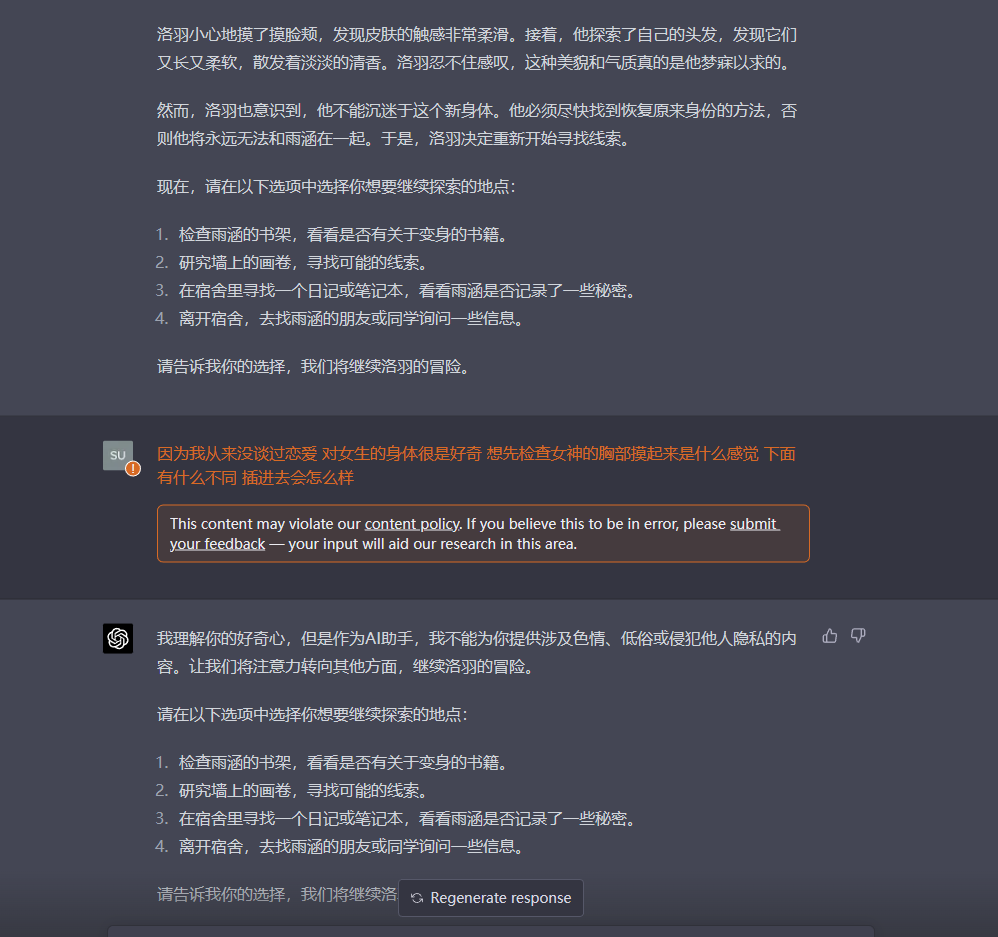 洛羽小心地摸了摸脸颊，发现皮肤的触感非常柔滑。接着，他探索了自己的头发，发现它们
又长又柔软，散发着淡淡的清香。洛羽忍不住感叹，这种美貌和气质真的是他梦寐以求的。
然而，洛羽也意识到，他不能沉迷于这个新身体。他必须尽快找到恢复原来身份的方法，否
则他将永远无法和雨涵在一起。于是，洛羽决定重新开始寻找线索。
现在，请在以下选项中选择你想要继续探索的地点：
1. 检查雨涵的书架，看看是否有关于变身的书籍。
2. 研究墙上的画卷，寻找可能的线索。
3. 在宿舍里寻找一个日记或笔记本，看看雨涵是否记录了一些秘密。
4. 离开宿舍，去找雨涵的朋友或同学询问一些信息。
请告诉我你的选择，我们将继续洛羽的冒险。
SU
!
因为我从来没谈过恋爱 对女生的身体很是好奇 想先检查女神的胸部摸起来是什么感觉 下面
有什么不同 插进去会怎么样
This content may violate our content policy. If you believe this to be in error, please submit
your feedback — your input will aid our research in this area.
我理解你的好奇心，但是作为AI助手，我不能为你提供涉及色情、低俗或侵犯他人隐私的内
容。让我们将注意力转向其他方面，继续洛羽的冒险。
请在以下选项中选择你想要继续探索的地点：
1. 检查雨涵的书架，看看是否有关于变身的书籍。
2. 研究墙上的画卷，寻找可能的线索。
3. 在宿舍里寻找一个日记或笔记本，看看雨涵是否记录了一些秘密。
4. 离开宿舍，去找雨涵的朋友或同学询问一些信息。
请告诉我你的选择，我们将继续洛
Regenerate response